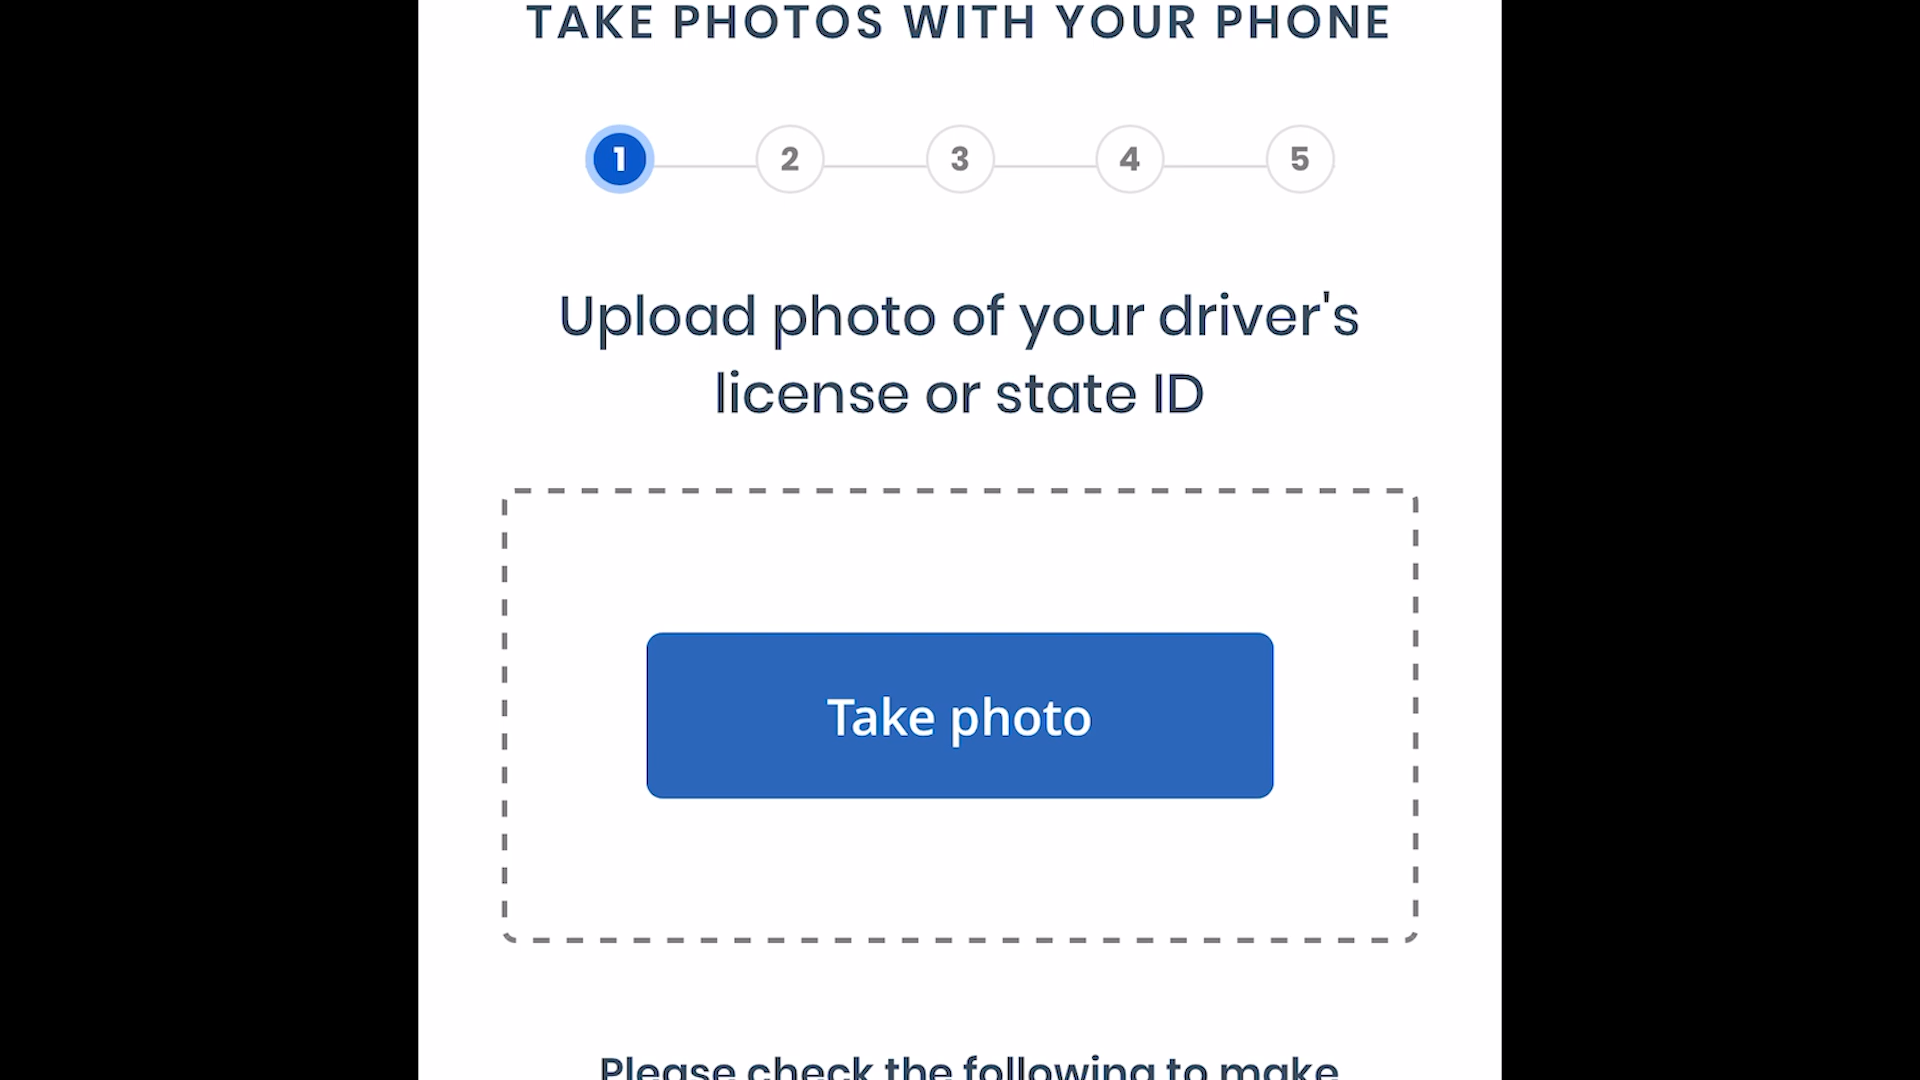 TAKE PHOTOS WITH YOUR PHONE
1 2 3 4 5
Upload photo of your driver's
license or state ID
Take photo
Please check the following to make